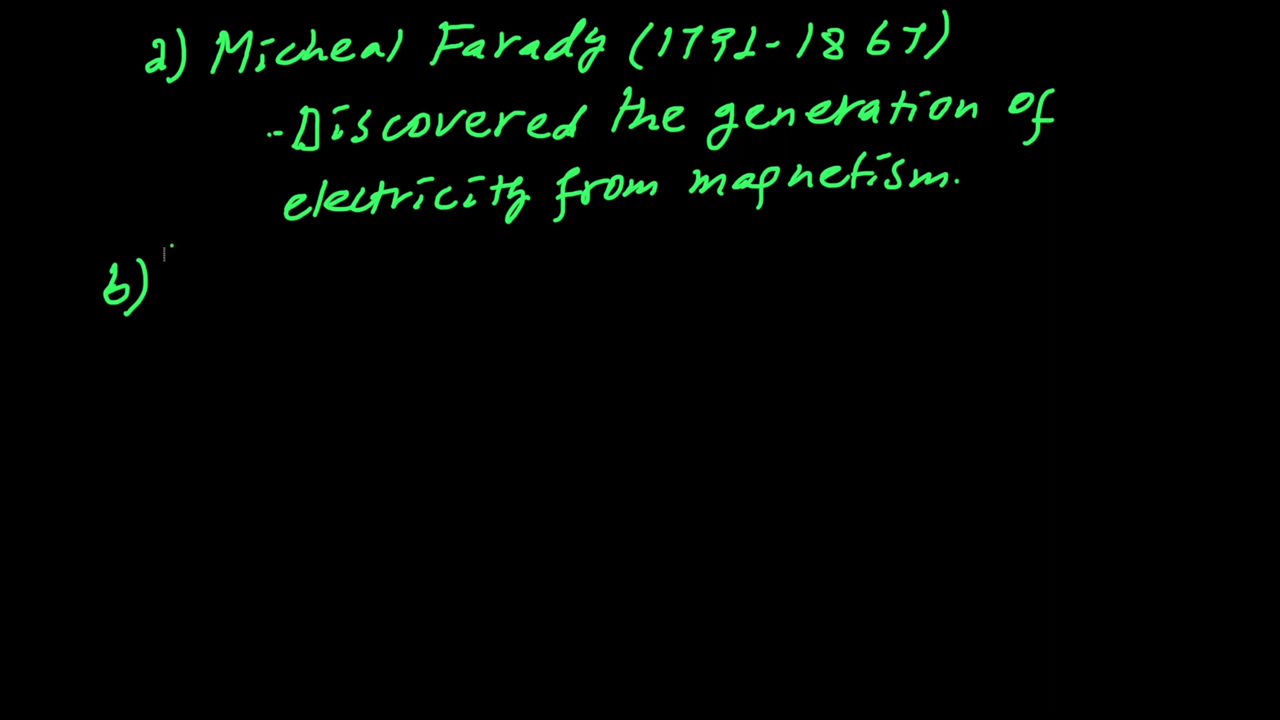 a) Micheal Farady (1791-1867)
- Discovered the generation of
electricity from magnetism.
b)